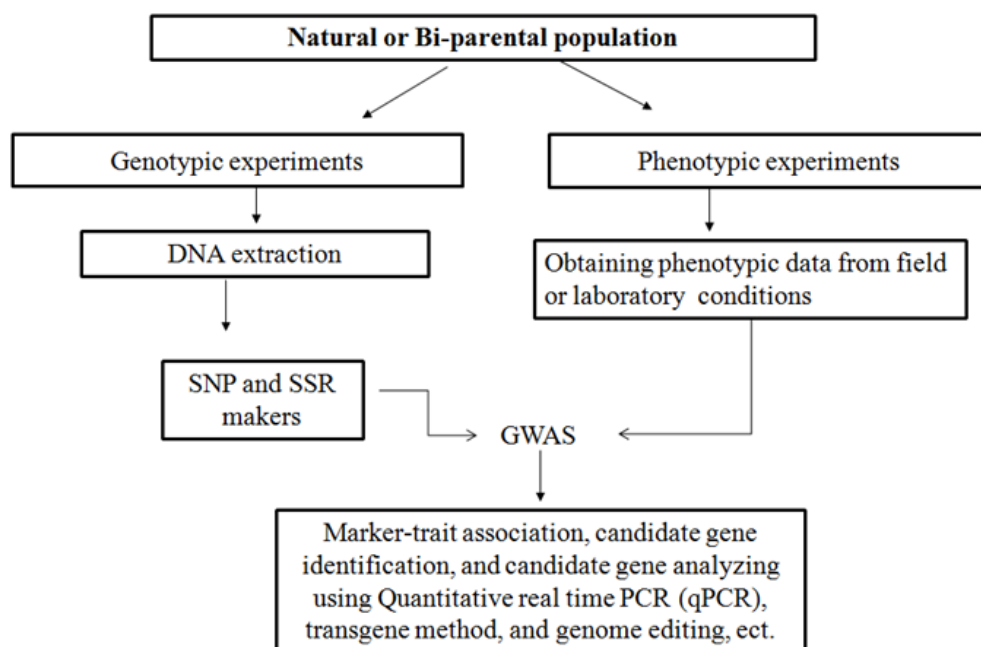 Natural or Bi-parental population
Genotypic experiments
Phenotypic experiments
DNA extraction
Obtaining phenotypic data from field
or laboratory conditions
SNP and SSR
makers
GWAS
Marker-trait association, candidate gene
identification, and candidate gene analyzing
using Quantitative real time PCR (qPCR),
transgene method, and genome editing, ect.